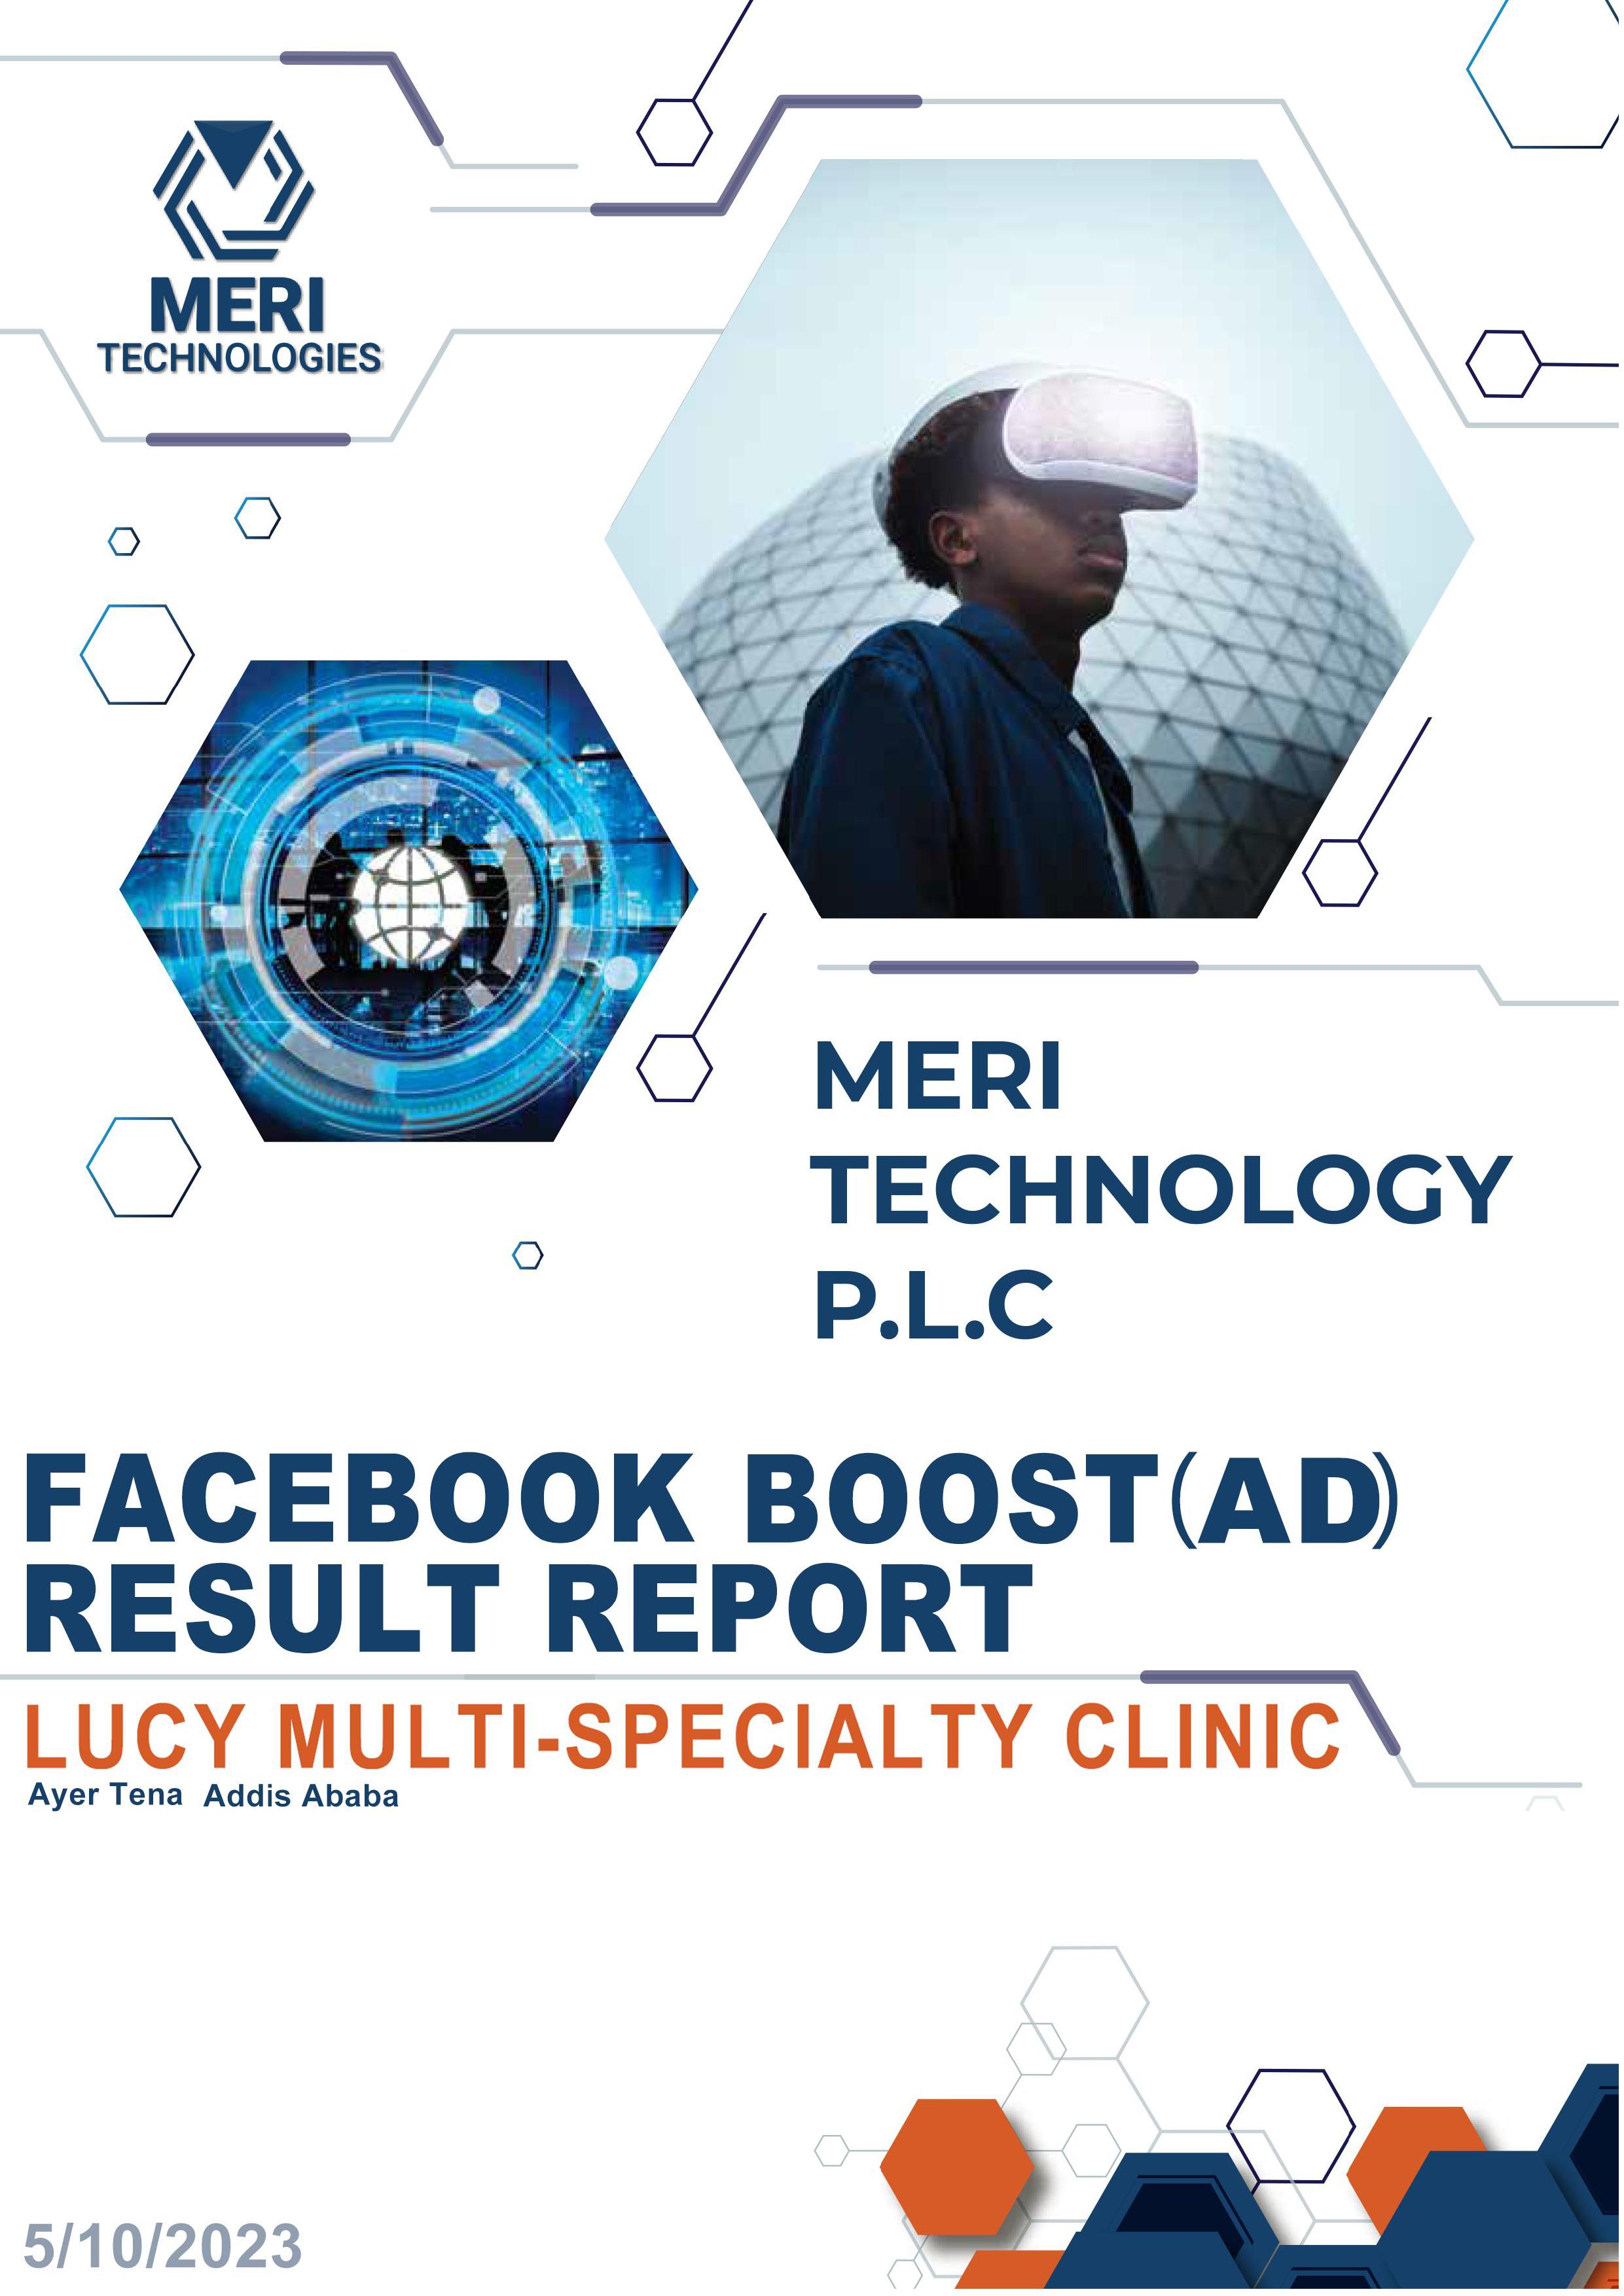 MERI
TECHNOLOGIES
MERI
TECHNOLOGY
P.L.C
FACEBOOK BOOST(AD)
RESULT REPORT
LUCY MULTI-SPECIALTY CLINIC
Ayer Tena Addis Ababa
5/10/2023